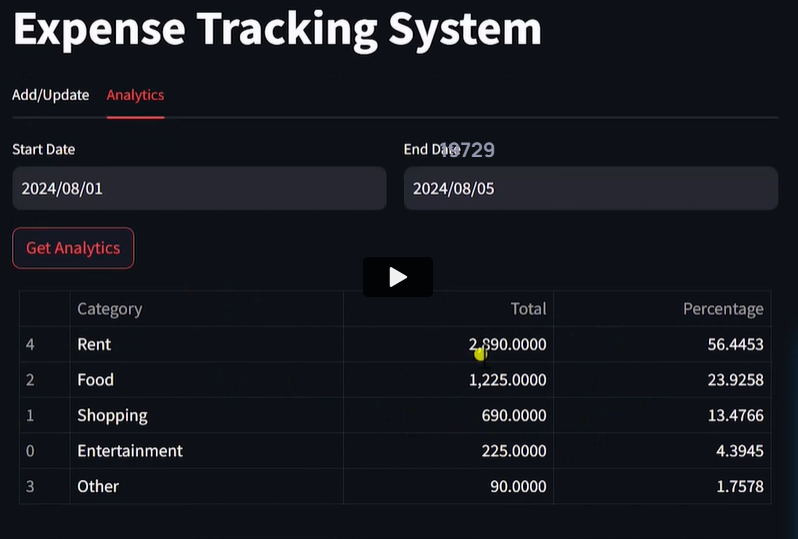 Expense Tracking System
Add/Update Analytics
Start Date End Date
19729
2024/08/01 2024/08/05
Get Analytics
Category Total Percentage
4 Rent 2,890.0000 56.4453
2 Food 1,225.0000 23.9258
1 Shopping 690.0000 13.4766
0 Entertainment 225.0000 4.3945
3 Other 90.0000 1.7578